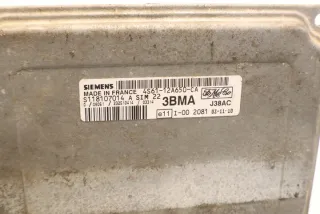 SIEMENS
MADE IN FRANCE 4S61-12A650-CA
S118107014 A SIM 22
3BMA
J38AC
e11 I-00 2081 03-11-10